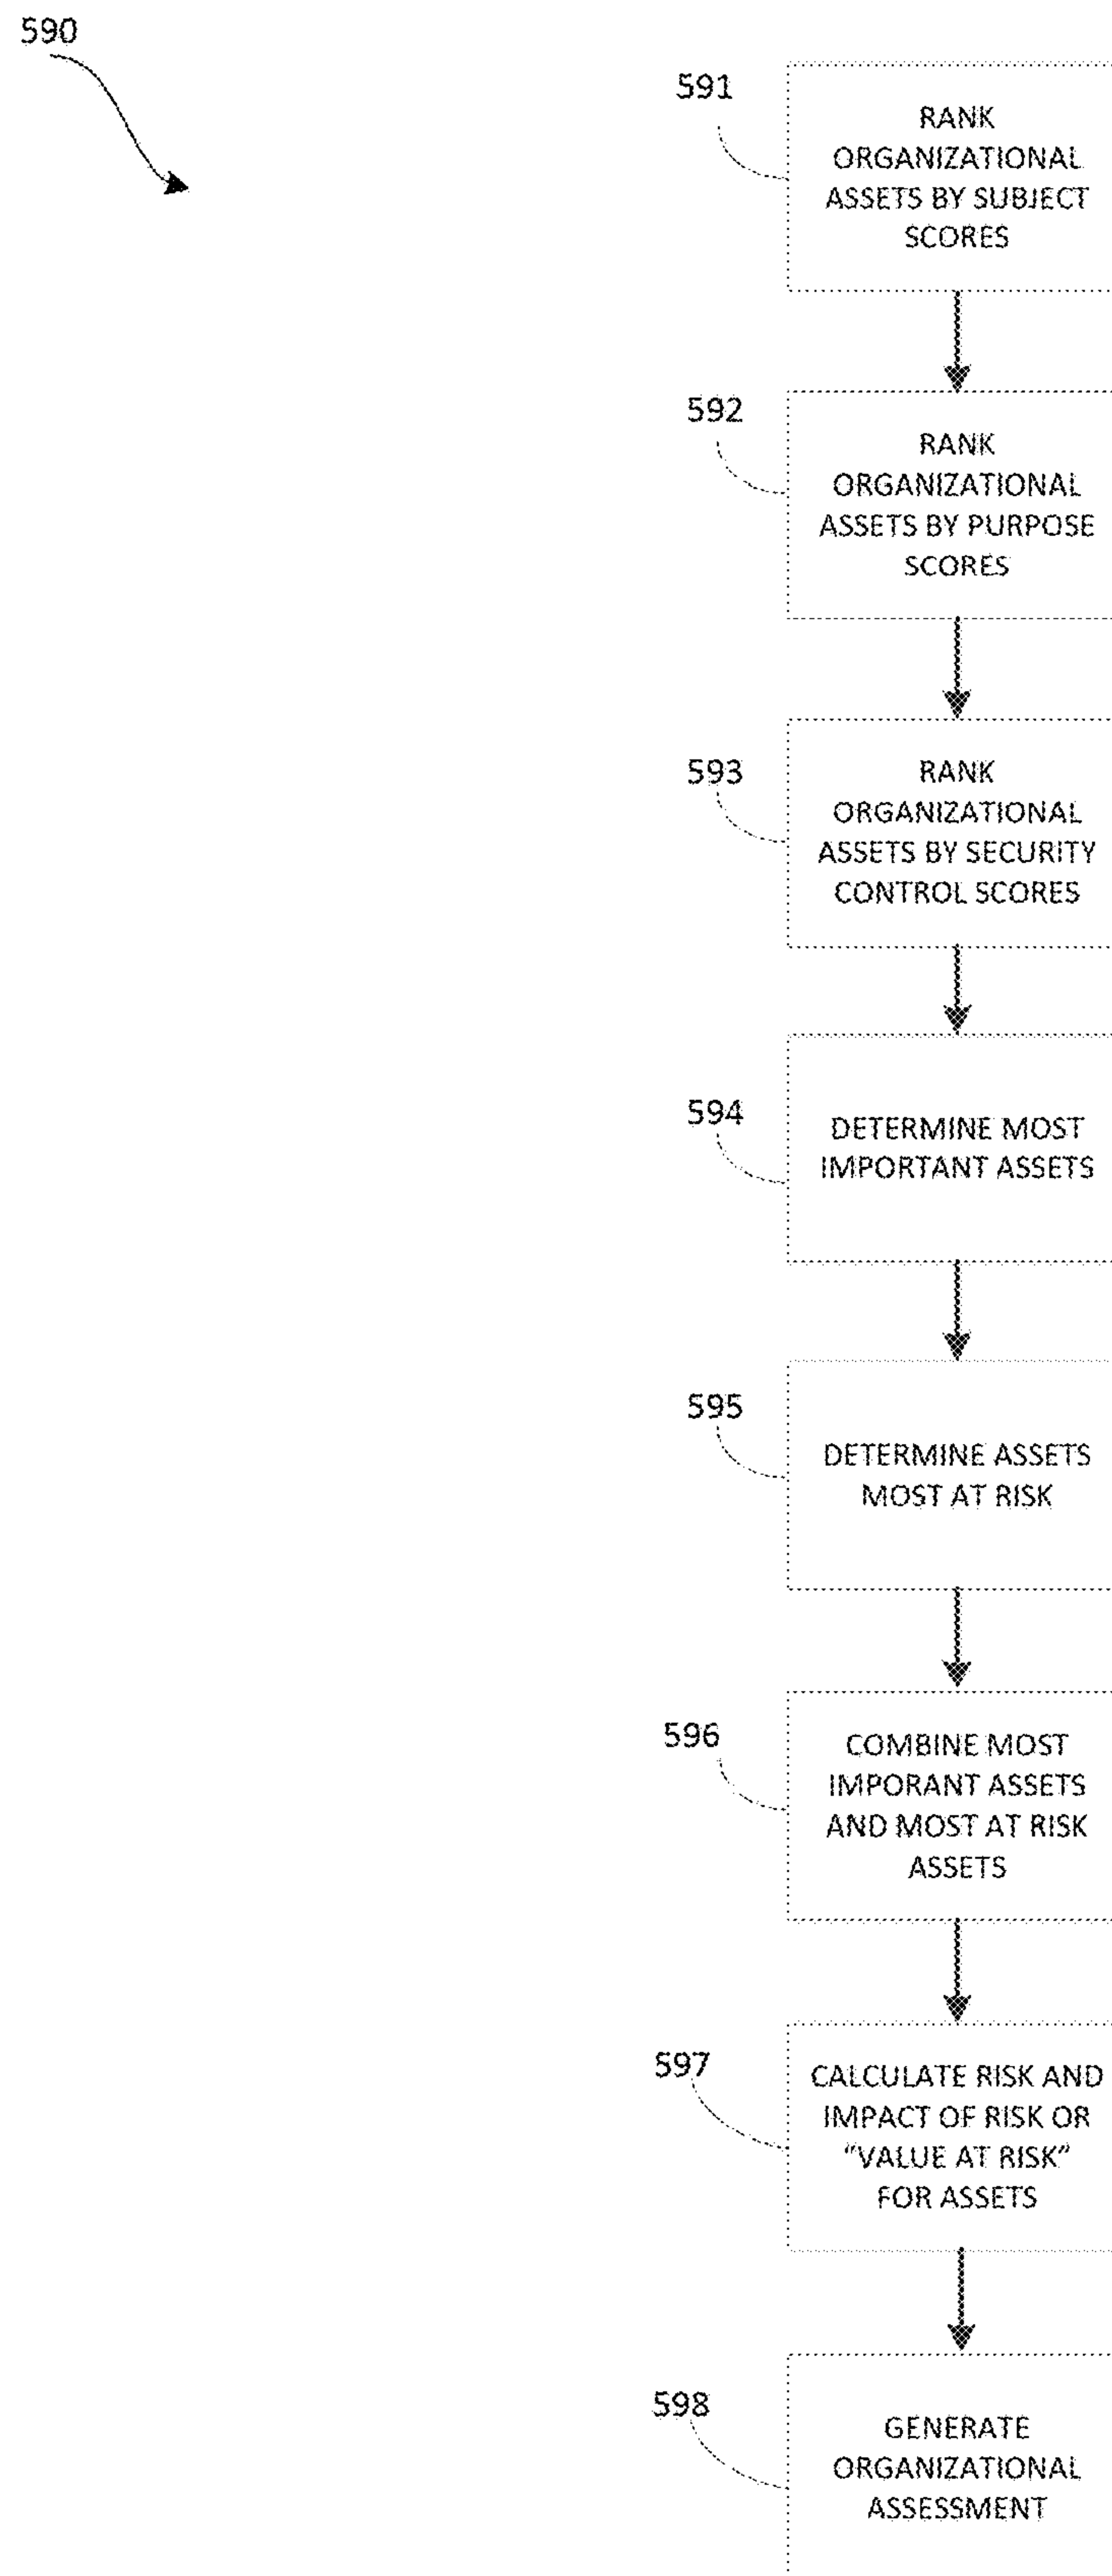 590
591
RANK
ORGANIZATIONAL
ASSETS BY SUBJECT
SCORES
592
RANK
ORGANIZATIONAL
ASSETS BY PURPOSE
SCORES
593
RANK
ORGANIZATIONAL
ASSETS BY SECURITY
CONTROL SCORES
594
DETERMINE MOST
IMPORTANT ASSETS
595
DETERMINE ASSETS
MOST AT RISK
596
COMBINE MOST
IMPORANT ASSETS
AND MOST AT RISK
ASSETS
597
CALCULATE RISK AND
IMPACT OF RISK OR
“VALUE AT RISK”
FOR ASSETS
598
GENERATE
ORGANIZATIONAL
ASSESSMENT